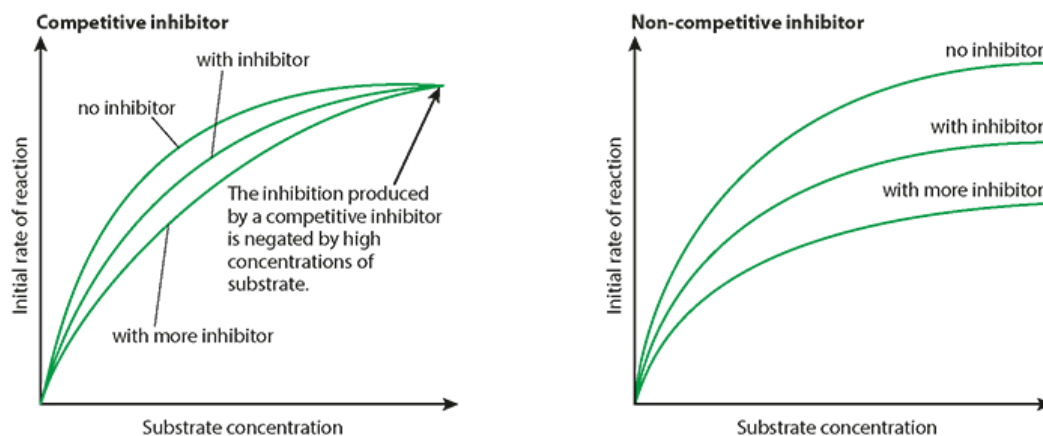 Competitive inhibitor
with inhibitor
no inhibitor
The inhibition produced
by a competitive inhibitor
is negated by high
concentrations of
substrate.
with more inhibitor
Initial rate of reaction
Substrate concentration
Non-competitive inhibitor
no inhibitor
with inhibitor
with more inhibitor
Initial rate of reaction
Substrate concentration